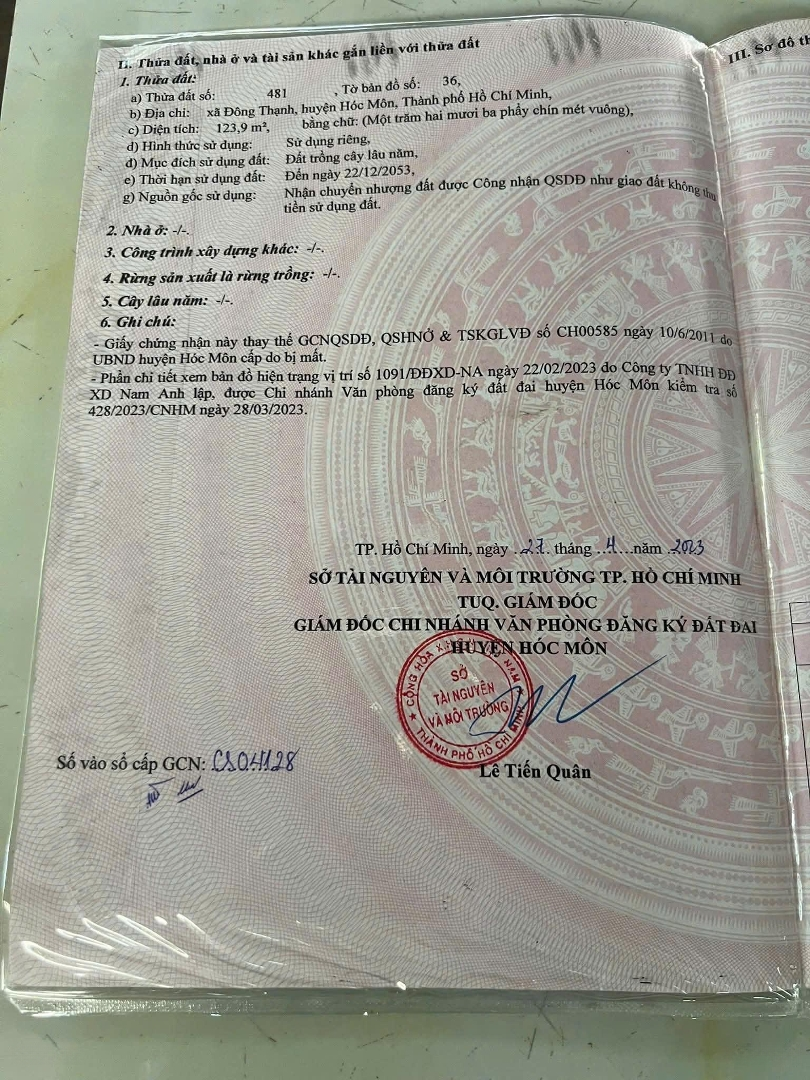 II. Thửa đất, nhà ở và tài sản khác gắn liền với thửa đất
1. Thửa đất:
a) Thửa đất số: 481 , Tờ bản đồ số: 36,
b) Địa chỉ: xã Đông Thạnh, huyện Hóc Môn, Thành phố Hồ Chí Minh,
c) Diện tích: 123,9 m², bằng chữ: (Một trăm hai mươi ba phẩy chín mét vuông),
d) Hình thức sử dụng: Sử dụng riêng,
đ) Mục đích sử dụng đất: Đất trồng cây lâu năm,
e) Thời hạn sử dụng đất: Đến ngày 22/12/2053,
g) Nguồn gốc sử dụng: Nhận chuyển nhượng đất được Công nhận QSDĐ như giao đất không thu
tiền sử dụng đất.
2. Nhà ở: -/-.
3. Công trình xây dựng khác: -/-.
4. Rừng sản xuất là rừng trồng: -/-.
5. Cây lâu năm: -/-.
6. Ghi chú:
- Giấy chứng nhận này thay thế GCNQSDĐ, QSHNỞ & TSKGLVĐ số CH00585 ngày 10/6/2011 do
UBND huyện Hóc Môn cấp do bị mất.
- Phần chi tiết xem bản đồ hiện trạng vị trí số 1091/ĐĐXD-NA ngày 22/02/2023 do Công ty TNHH ĐĐ
XD Nam Anh lập, được Chi nhánh Văn phòng đăng ký đất đai huyện Hóc Môn kiểm tra số
428/2023/CNHM ngày 28/03/2023.
TP. Hồ Chí Minh, ngày 27 tháng 4 năm 2023
SỞ TÀI NGUYÊN VÀ MÔI TRƯỜNG TP. HỒ CHÍ MINH
TUQ. GIÁM ĐỐC
GIÁM ĐỐC CHI NHÁNH VĂN PHÒNG ĐĂNG KÝ ĐẤT ĐAI
HUYỆN HÓC MÔN
SỞ
TÀI NGUYÊN
VÀ MÔI TRƯỜNG
THÀNH PHỐ HỒ CHÍ MINH
Số vào sổ cấp GCN: CS04128
Lê Tiến Quân
III. Sơ đồ